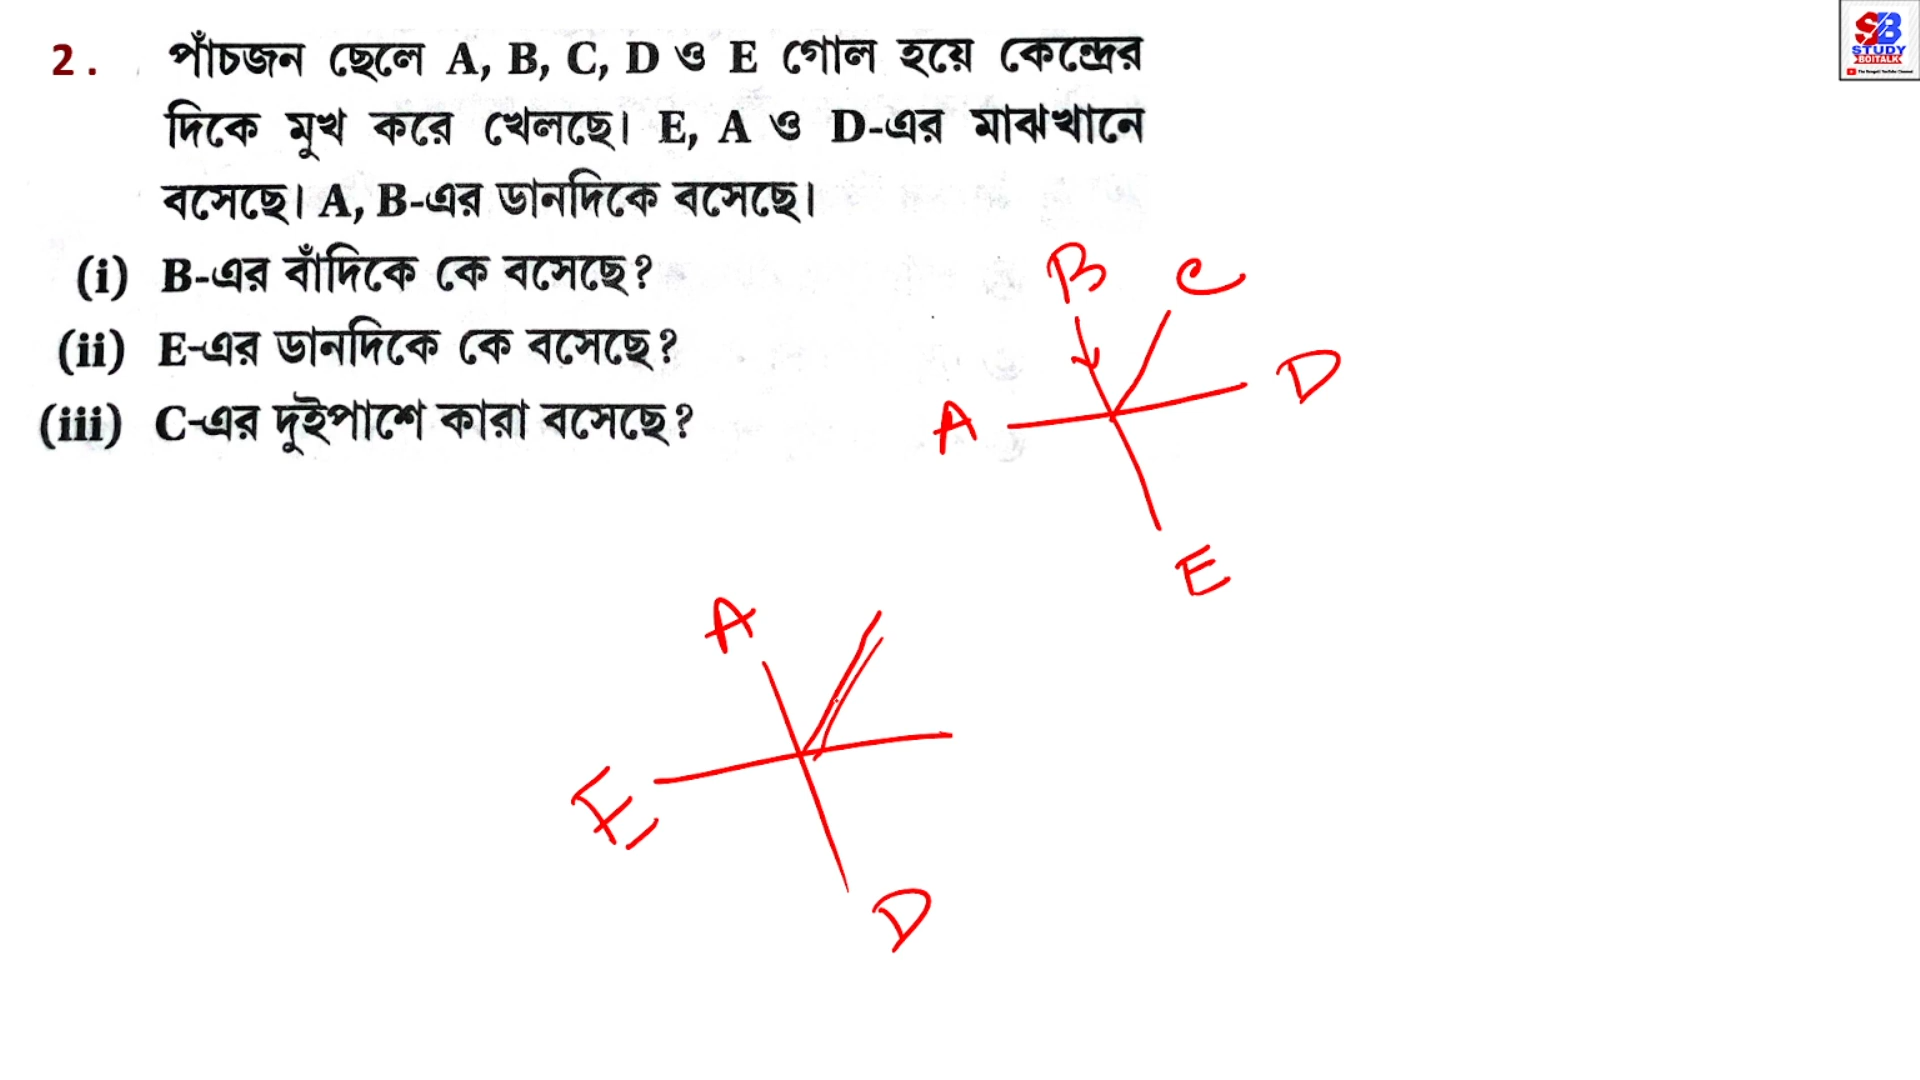 2. পাঁচজন ছেলে A, B, C, D ও E গোল হয়ে কেন্দ্রের
দিকে মুখ করে খেলছে। E, A ও D-এর মাঝখানে
বসেছে। A, B-এর ডানদিকে বসেছে।
(i) B-এর বাঁদিকে কে বসেছে?
(ii) E-এর ডানদিকে কে বসেছে?
(iii) C-এর দুইপাশে কারা বসেছে?
B C
D
A
E
A
E
D
SB
STUDY
BOITALK